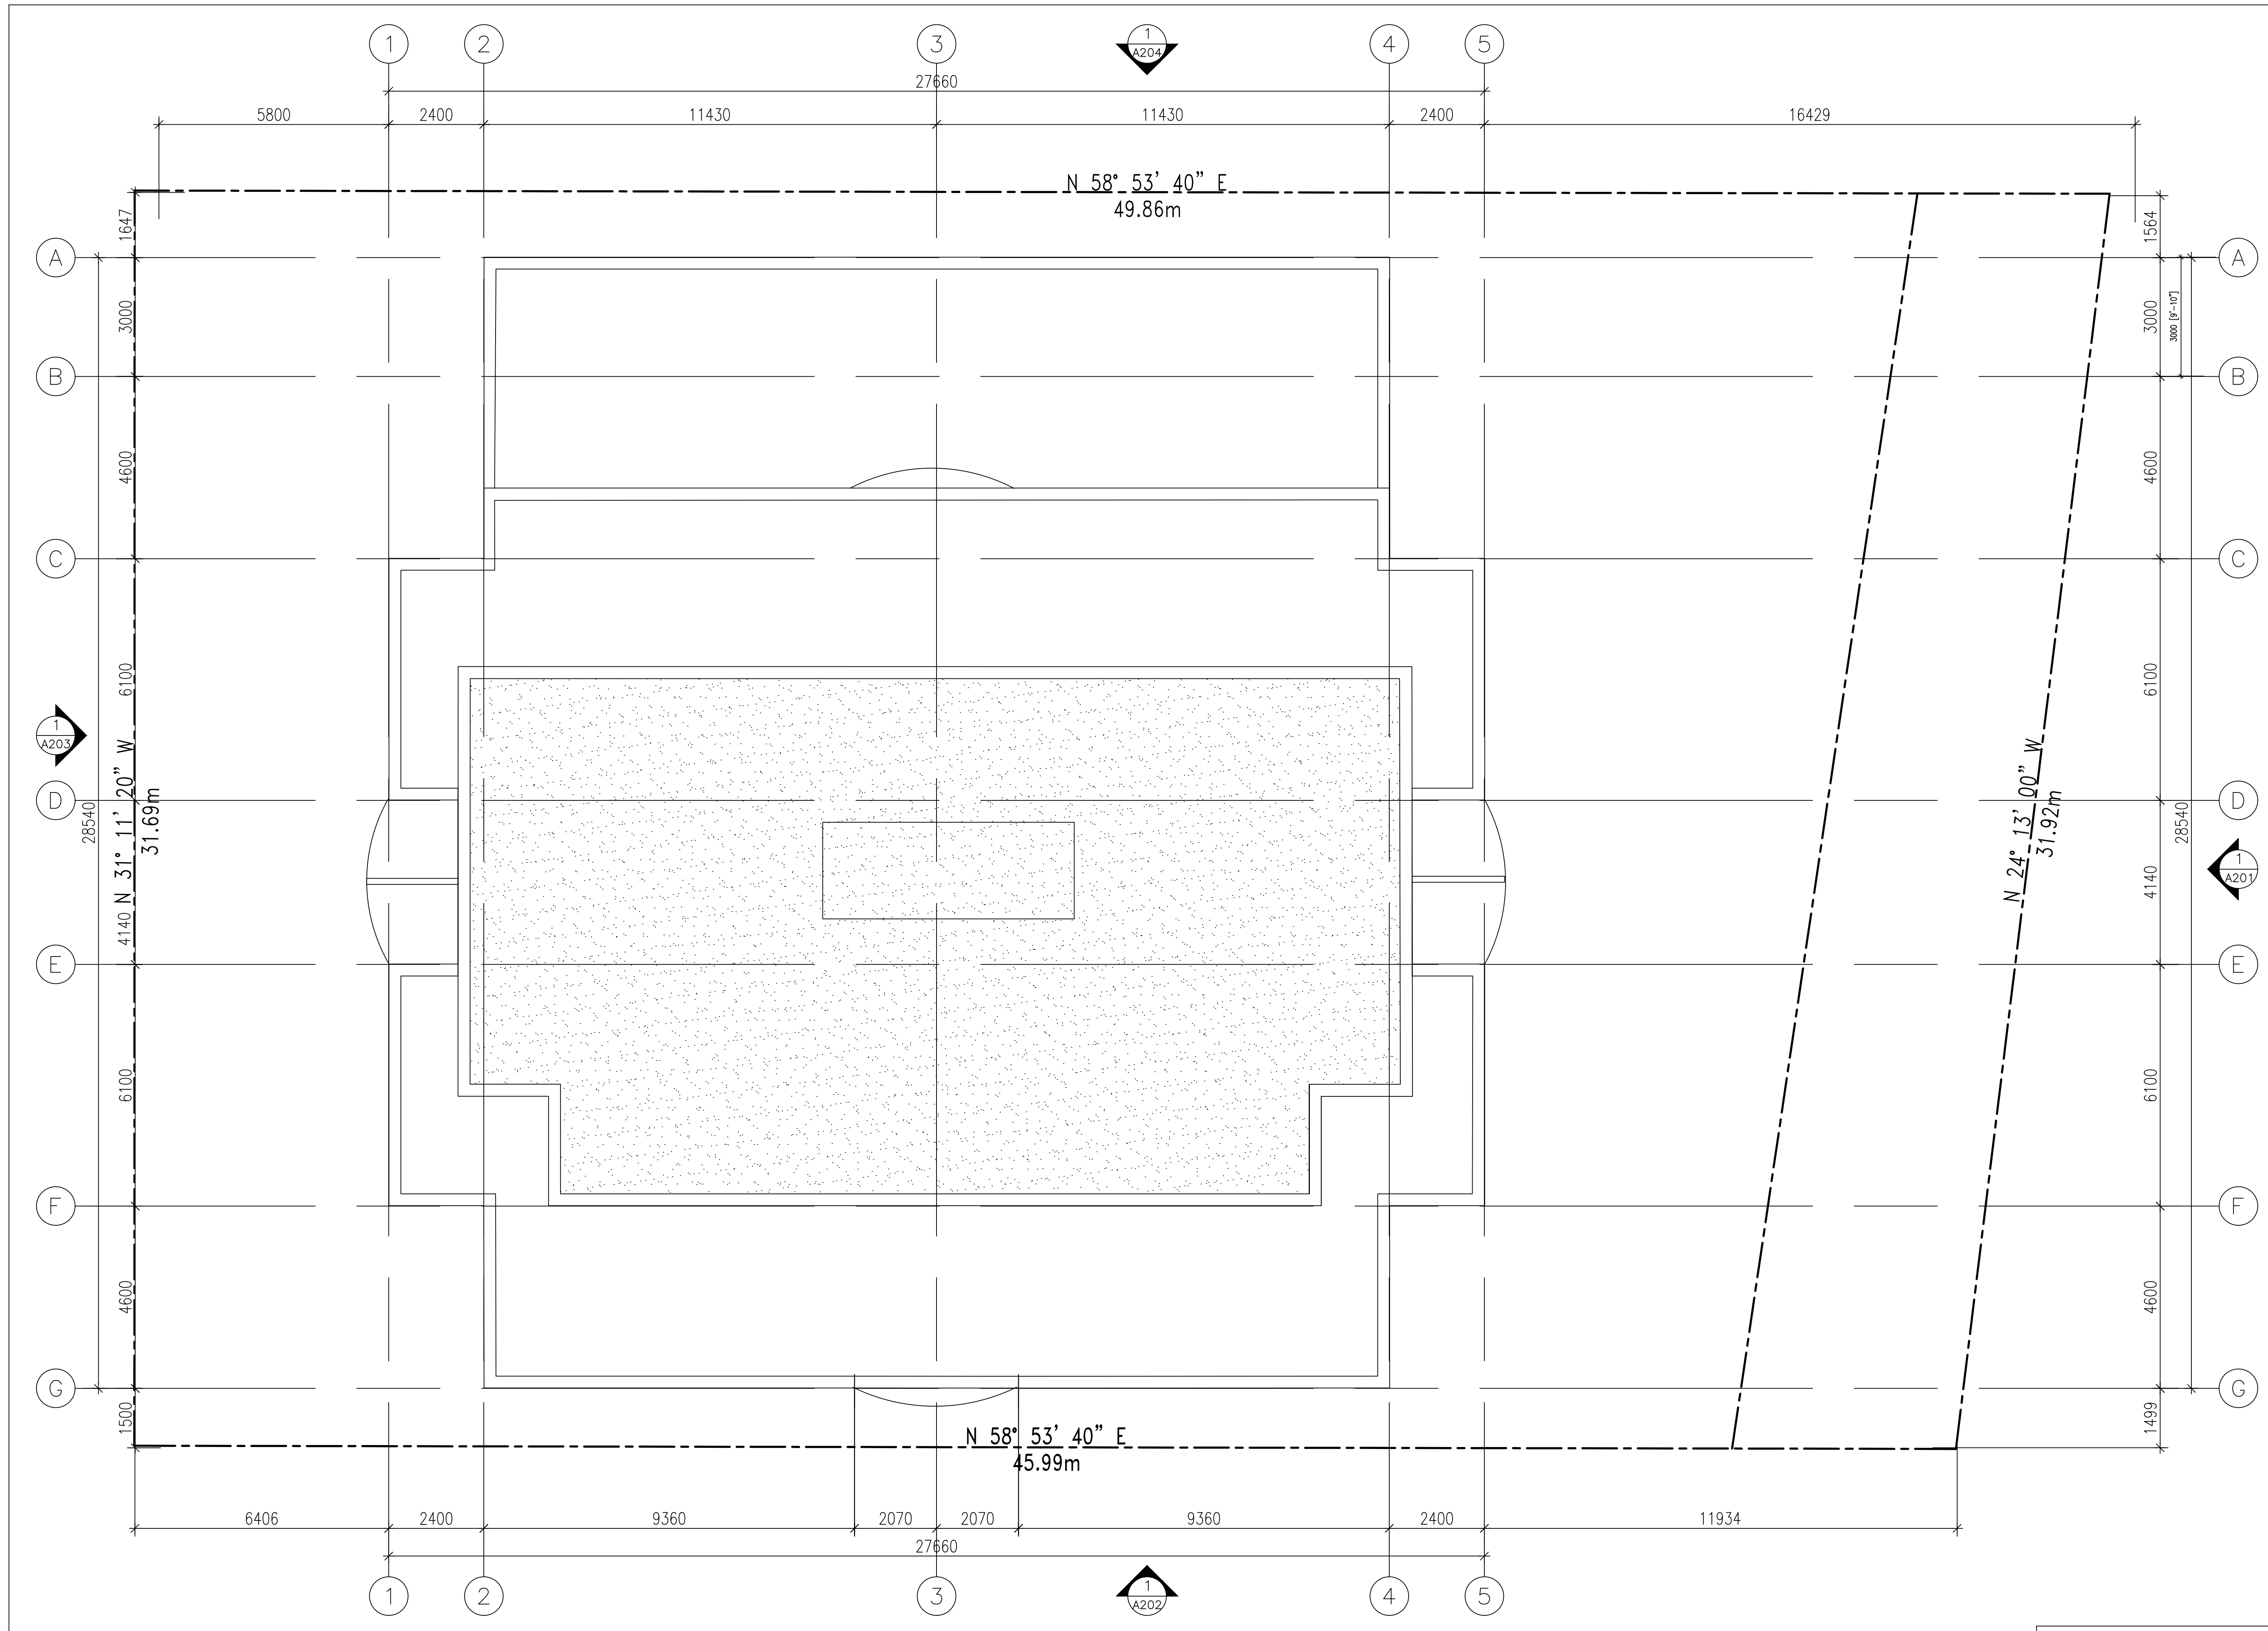 1 2 3 4 5
1
A204
27660
5800 2400 11430 11430 2400 16429
N 58° 53' 40" E
49.86m
1647
1564
A A
3000
3000
3000 [9'-10"]
B B
4600
4600
C C
6100
6100
1
A203
N 31° 11' 20" W
31.69m
N 24° 13' 00" W
31.92m
D D
28540
28540
1
A201
4140
4140
E E
6100
6100
F F
4600
4600
G G
1500
1499
N 58° 53' 40" E
45.99m
6406 2400 9360 2070 2070 9360 2400 11934
27660
1 2 3 4 5
1
A202